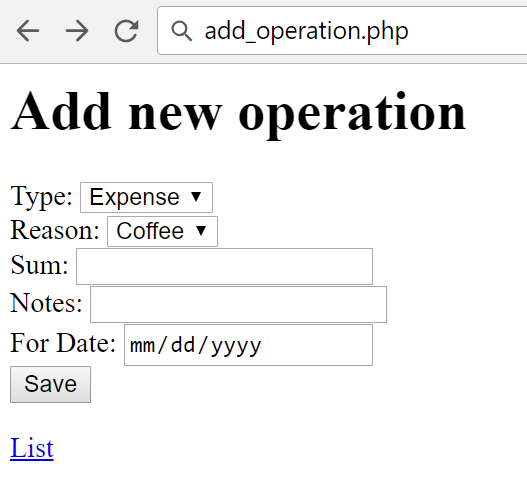 add_operation.php
Add new operation
Type: Expense
Reason: Coffee
Sum:
Notes:
For Date: mm/dd/yyyy
Save
List